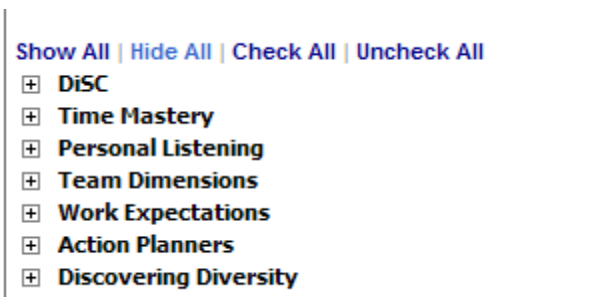 Show All | Hide All | Check All | Uncheck All
DiSC
Time Mastery
Personal Listening
Team Dimensions
Work Expectations
Action Planners
Discovering Diversity